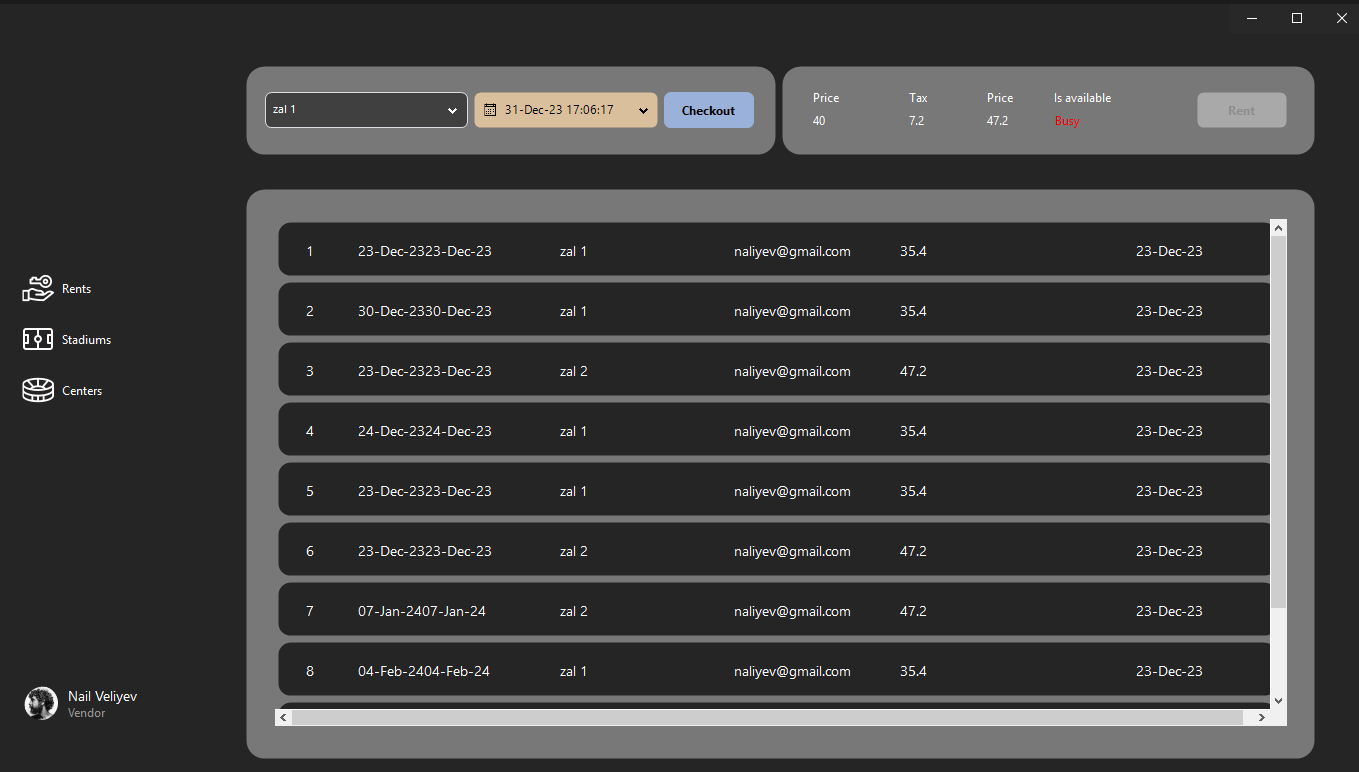 zal 1 31-Dec-23 17:06:17 Checkout
Price Tax Price Is available
40 7.2 47.2 Busy
Rent
Rents
Stadiums
Centers
1 23-Dec-2323-Dec-23 zal 1 naliyev@gmail.com 35.4 23-Dec-23
2 30-Dec-2330-Dec-23 zal 1 naliyev@gmail.com 35.4 23-Dec-23
3 23-Dec-2323-Dec-23 zal 2 naliyev@gmail.com 47.2 23-Dec-23
4 24-Dec-2324-Dec-23 zal 1 naliyev@gmail.com 35.4 23-Dec-23
5 23-Dec-2323-Dec-23 zal 1 naliyev@gmail.com 35.4 23-Dec-23
6 23-Dec-2323-Dec-23 zal 2 naliyev@gmail.com 47.2 23-Dec-23
7 07-Jan-2407-Jan-24 zal 2 naliyev@gmail.com 47.2 23-Dec-23
8 04-Feb-2404-Feb-24 zal 1 naliyev@gmail.com 35.4 23-Dec-23
Nail Veliyev
Vendor